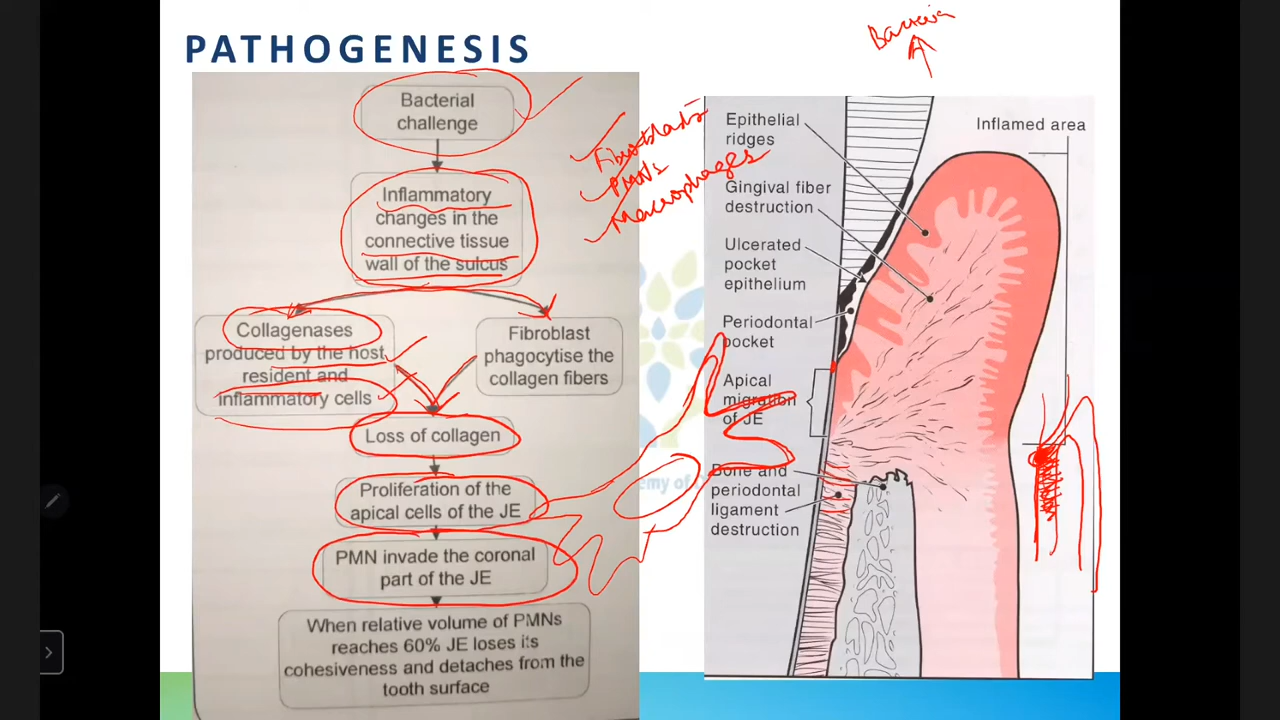 PATHOGENESIS
Bacteria
Bacterial
challenge
Inflammatory
changes in the
connective tissue
wall of the sulcus
Fibroblasts
PMNs
Macrophages
Collagenases
produced by the host
resident and
inflammatory cells
Fibroblast
phagocytise the
collagen fibers
Loss of collagen
Proliferation of the
apical cells of the JE
PMN invade the coronal
part of the JE
When relative volume of PMNs
reaches 60% JE loses its
cohesiveness and detaches from the
tooth surface
Epithelial
ridges
Inflamed area
Gingival fiber
destruction
Ulcerated
pocket
epithelium
Periodontal
pocket
Apical
migration
of JE
Bone and
periodontal
ligament
destruction